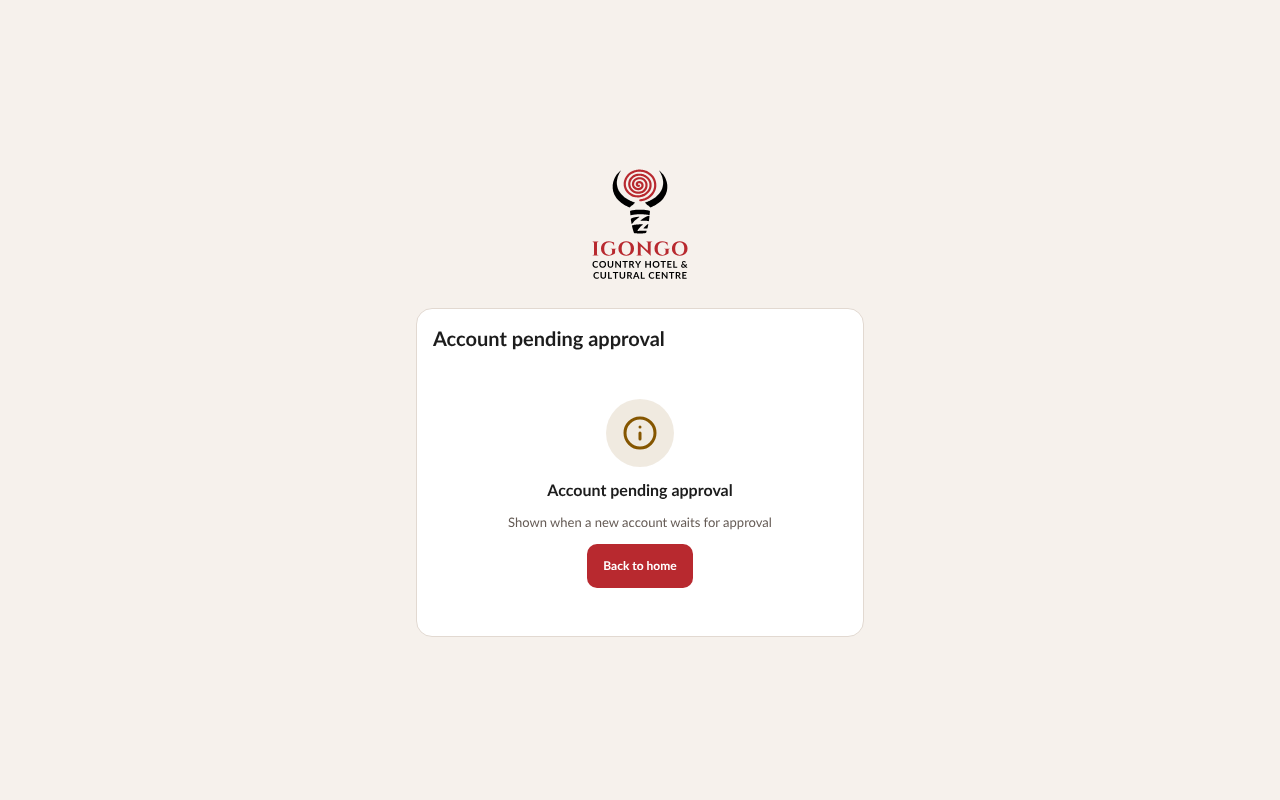 IGONGO
COUNTRY HOTEL &
CULTURAL CENTRE
Account pending approval
Account pending approval
Shown when a new account waits for approval
Back to home